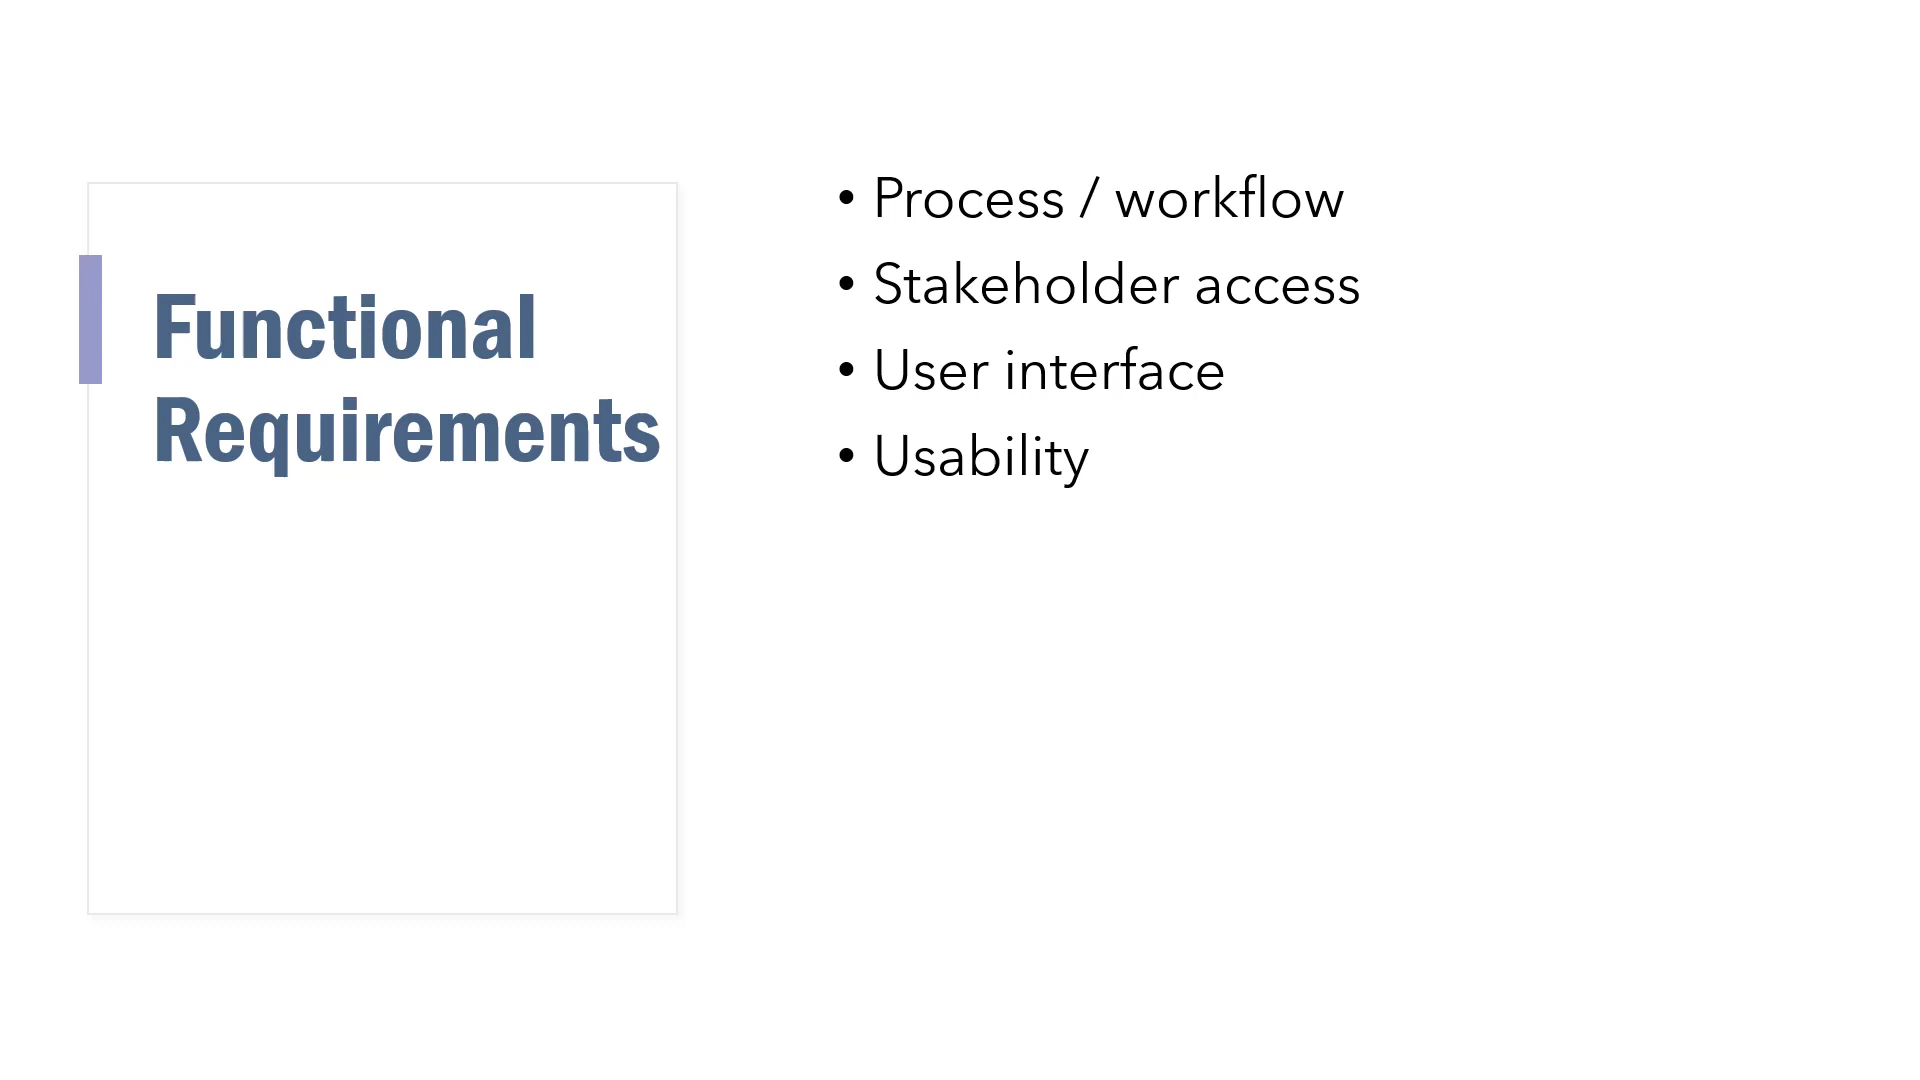 Functional
Requirements
• Process / workflow
• Stakeholder access
• User interface
• Usability